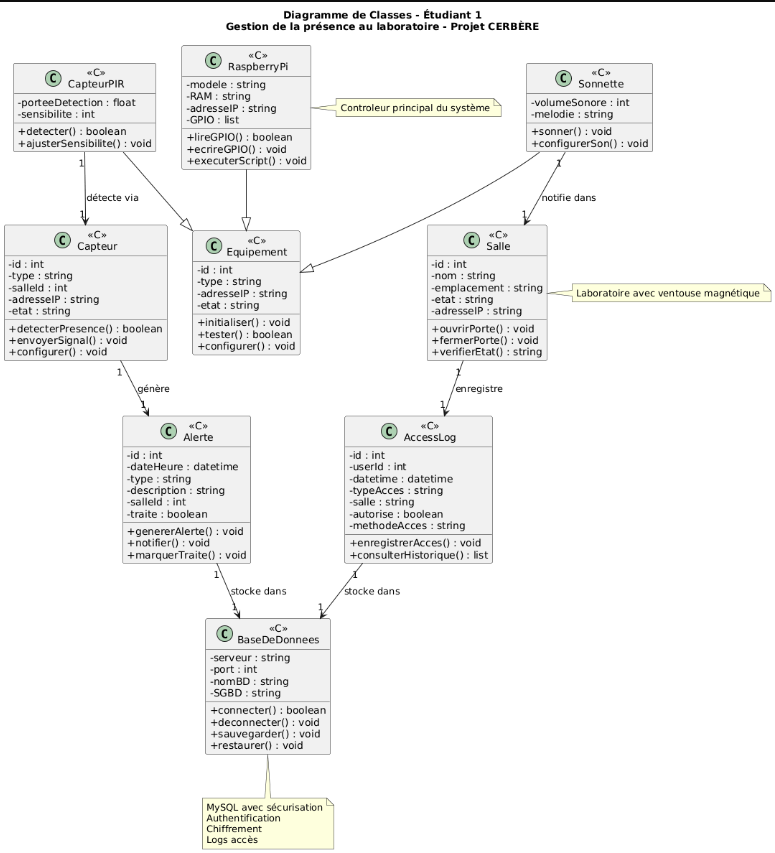 Diagramme de Classes - Étudiant 1
Gestion de la présence au laboratoire - Projet CERBÈRE
C «C»
CapteurPIR
-porteeDetection : float
-sensibilite : int
+detecter() : boolean
+ajusterSensibilite() : void
C «C»
RaspberryPi
-modele : string
-RAM : string
-adresseIP : string
-GPIO : list
+lireGPIO() : boolean
+ecrireGPIO() : void
+executerScript() : void
Controleur principal du système
C «C»
Sonnette
-volumeSonore : int
-melodie : string
+sonner() : void
+configurerSon() : void
1
détecte via
1
1
notifie dans
1
C «C»
Capteur
-id : int
-type : string
-salleId : int
-adresseIP : string
-etat : string
+detecterPresence() : boolean
+envoyerSignal() : void
+configurer() : void
C «C»
Equipement
-id : int
-type : string
-adresseIP : string
-etat : string
+initialiser() : void
+tester() : boolean
+configurer() : void
C «C»
Salle
-id : int
-nom : string
-emplacement : string
-etat : string
-adresseIP : string
+ouvrirPorte() : void
+fermerPorte() : void
+verifierEtat() : string
Laboratoire avec ventouse magnétique
1
génère
1
1
enregistre
1
C «C»
Alerte
-id : int
-dateHeure : datetime
-type : string
-description : string
-salleId : int
-traite : boolean
+genererAlerte() : void
+notifier() : void
+marquerTraite() : void
C «C»
AccessLog
-id : int
-userId : int
-datetime : datetime
-typeAcces : string
-salle : string
-autorise : boolean
-methodeAcces : string
+enregistrerAcces() : void
+consulterHistorique() : list
1
stocke dans
1
1
stocke dans
1
C «C»
BaseDeDonnees
-serveur : string
-port : int
-nomBD : string
-SGBD : string
+connecter() : boolean
+deconnecter() : void
+sauvegarder() : void
+restaurer() : void
MySQL avec sécurisation
Authentification
Chiffrement
Logs accès